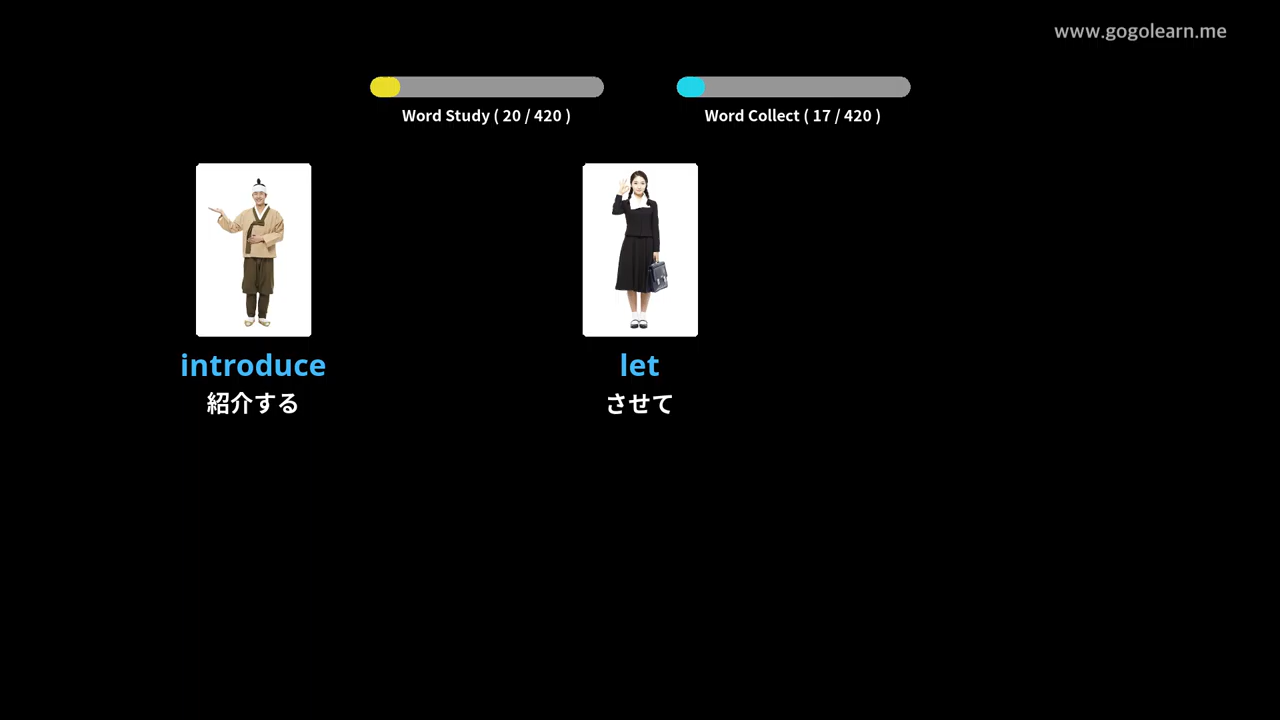 www.gogolearn.me
Word Study ( 20 / 420 )
Word Collect ( 17 / 420 )
introduce
紹介する
let
させて